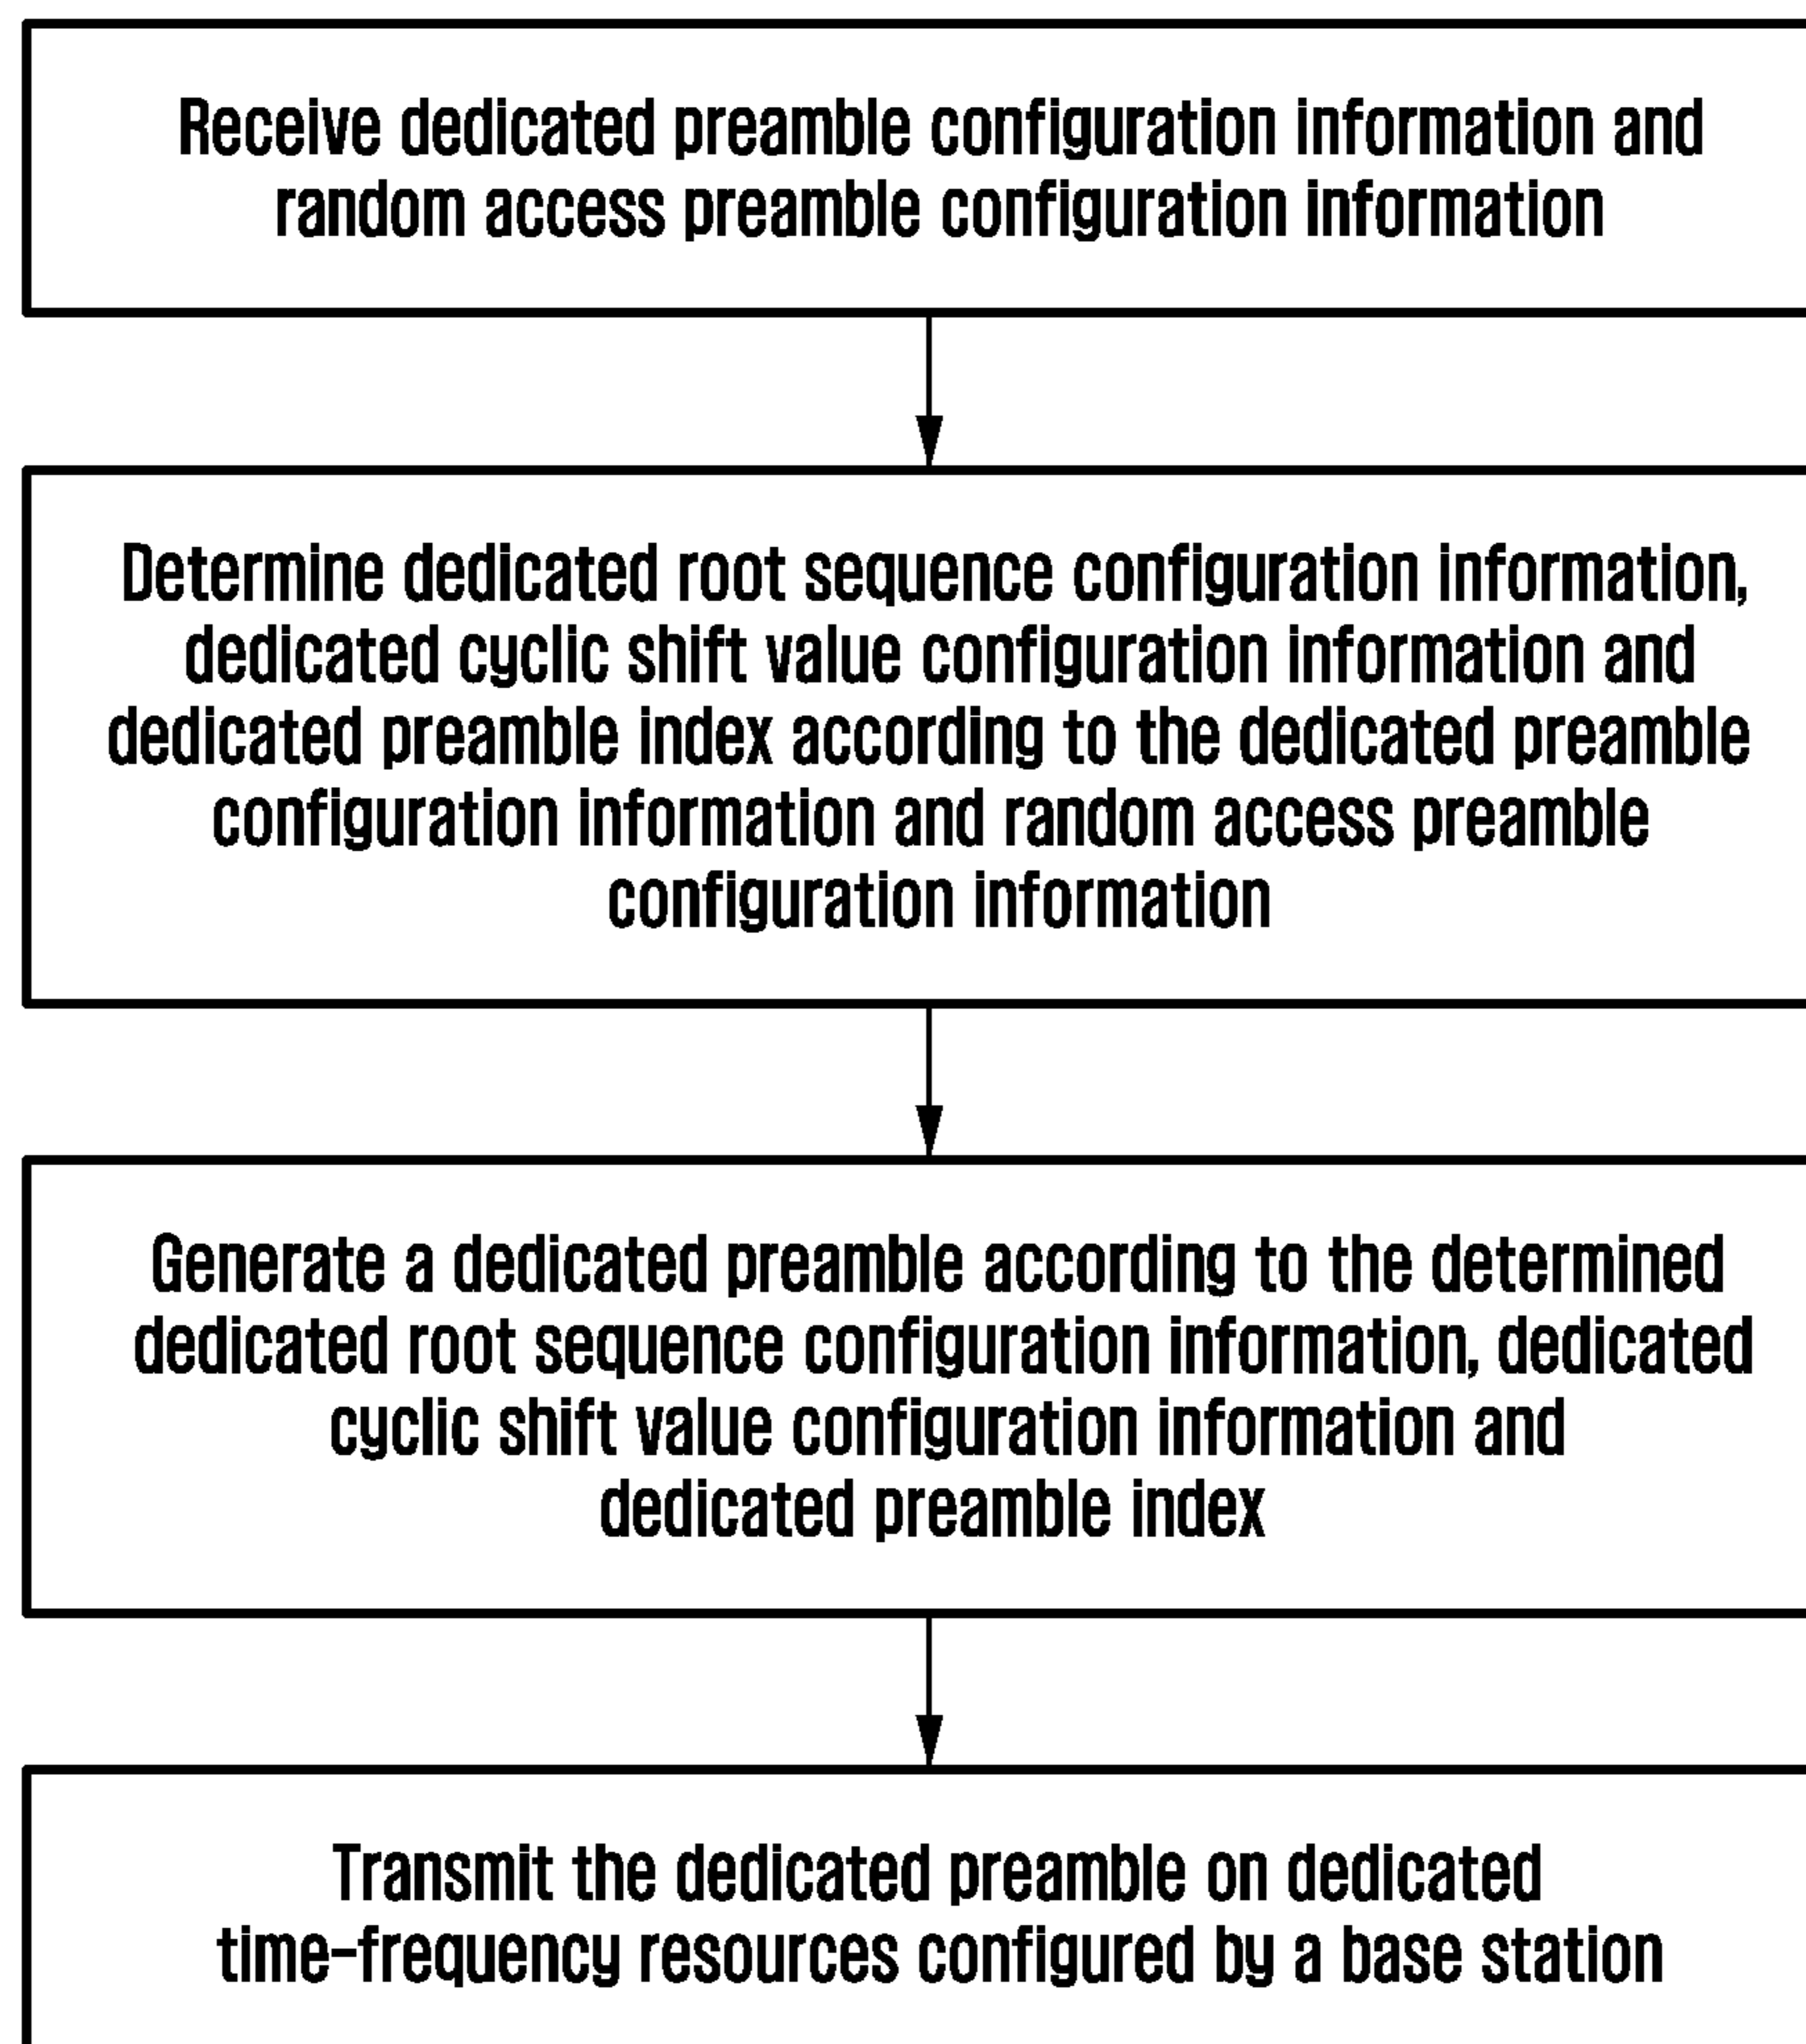 Receive dedicated preamble configuration information and
random access preamble configuration information
Determine dedicated root sequence configuration information,
dedicated cyclic shift value configuration information and
dedicated preamble index according to the dedicated preamble
configuration information and random access preamble
configuration information
Generate a dedicated preamble according to the determined
dedicated root sequence configuration information, dedicated
cyclic shift value configuration information and
dedicated preamble index
Transmit the dedicated preamble on dedicated
time-frequency resources configured by a base station